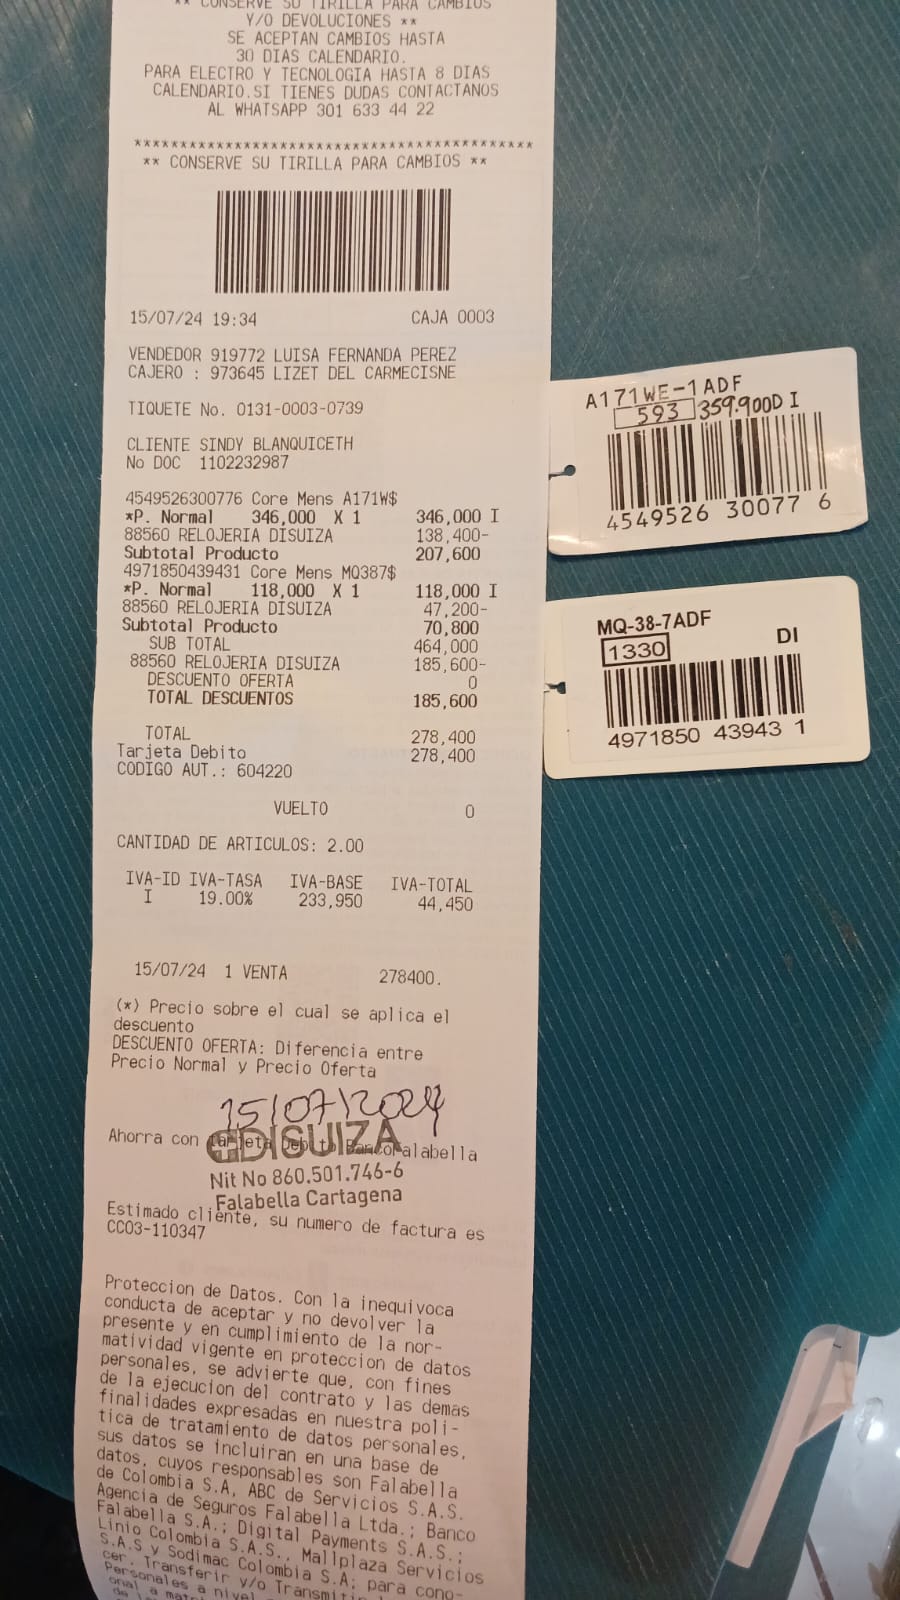 ** CONSERVE SU TIRILLA PARA CAMBIOS
Y/O DEVOLUCIONES **
SE ACEPTAN CAMBIOS HASTA
30 DIAS CALENDARIO.
PARA ELECTRO Y TECNOLOGIA HASTA 8 DIAS
CALENDARIO.SI TIENES DUDAS CONTACTANOS
AL WHATSAPP 301 633 44 22
*******************************************
** CONSERVE SU TIRILLA PARA CAMBIOS **
15/07/24 19:34 CAJA 0003
VENDEDOR 919772 LUISA FERNANDA PEREZ
CAJERO : 973645 LIZET DEL CARMECISNE
TIQUETE No. 0131-0003-0739
CLIENTE SINDY BLANQUICETH
No DOC 1102232987
4549526300776 Core Mens A171W$
*P. Normal 346,000 X 1 346,000 I
88560 RELOJERIA DISUIZA 138,400-
Subtotal Producto 207,600
4971850439431 Core Mens MQ387$
*P. Normal 118,000 X 1 118,000 I
88560 RELOJERIA DISUIZA 47,200-
Subtotal Producto 70,800
SUB TOTAL 464,000
88560 RELOJERIA DISUIZA 185,600-
DESCUENTO OFERTA 0
TOTAL DESCUENTOS 185,600
TOTAL 278,400
Tarjeta Debito 278,400
CODIGO AUT.: 604220
VUELTO 0
CANTIDAD DE ARTICULOS: 2.00
IVA-ID IVA-TASA IVA-BASE IVA-TOTAL
I 19.00% 233,950 44,450
15/07/24 1 VENTA 278400.
(*) Precio sobre el cual se aplica el
descuento
DESCUENTO OFERTA: Diferencia entre
Precio Normal y Precio Oferta
15/07/2024
Ahorra con Tarjeta Debito BancoFalabella
DISUIZA
Nit No 860.501.746-6
Falabella Cartagena
Estimado cliente, su numero de factura es
CC03-110347
Proteccion de Datos. Con la inequivoca
conducta de aceptar y no devolver la
presente y en cumplimiento de la nor-
matividad vigente en proteccion de datos
personales, se advierte que, con fines
de la ejecucion del contrato y las demas
finalidades expresadas en nuestra poli-
tica de tratamiento de datos personales,
sus datos se incluiran en una base de
datos, cuyos responsables son Falabella
de Colombia S.A, ABC de Servicios S.A.S.
Agencia de Seguros Falabella Ltda.; Banco
Falabella S.A.; Digital Payments S.A.S.;
Linio Colombia S.A.S., Mallplaza Servicios
S.A.S y Sodimac Colombia S.A; para cono-
cer, Transferir y/o
Personales a nivel
A171WE-1ADF
593 359.900D I
4549526 30077 6
MQ-38-7ADF
1330 DI
4971850 43943 1